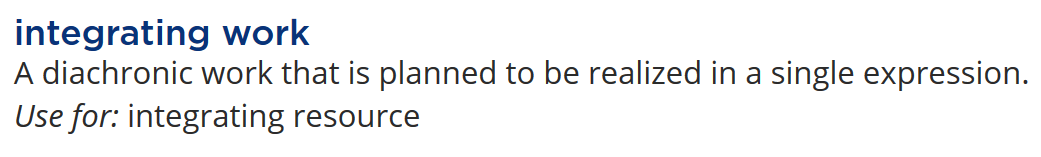 integrating work
A diachronic work that is planned to be realized in a single expression.
Use for: integrating resource